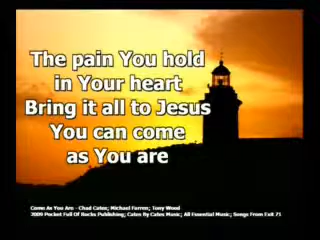 The pain You hold
in Your heart
Bring it all to Jesus
You can come
as You are
Come As You Are - Chad Cates; Michael Farren; Tony Wood
2009 Pocket Full Of Rocks Publishing; Cates By Cates Music; All Essential Music; Songs From Exit 71